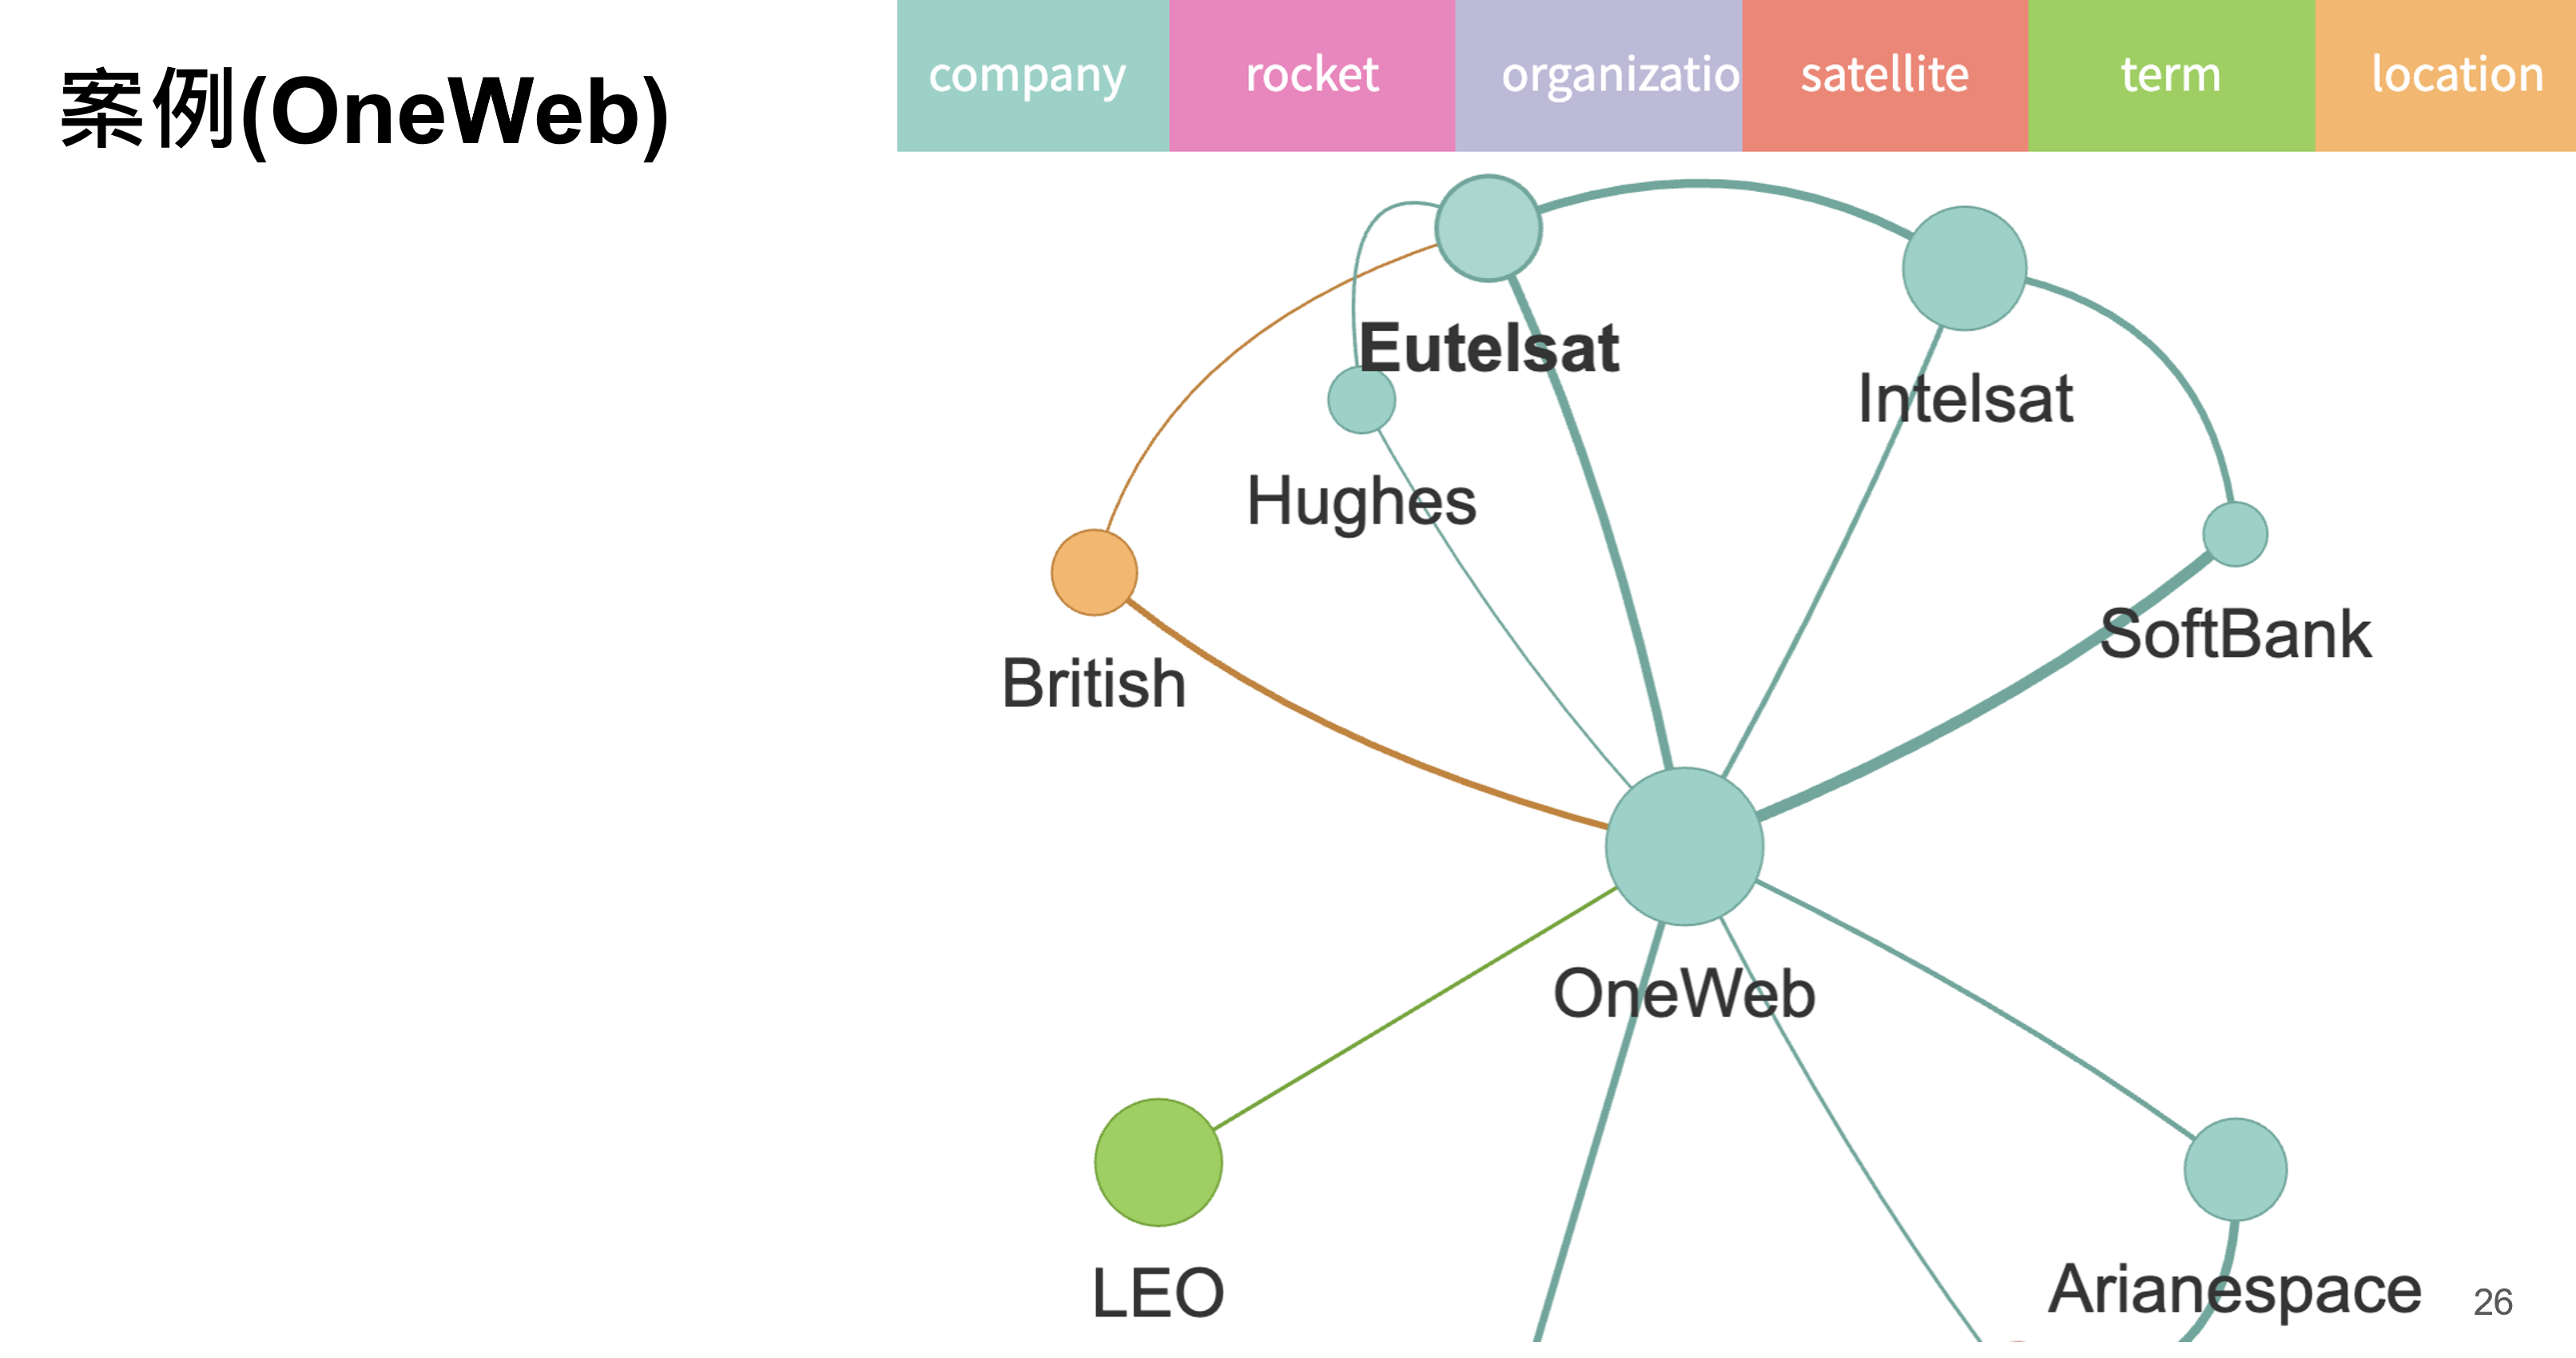 案例(OneWeb)
company
rocket
organizatio
satellite
term
location
Eutelsat
Intelsat
Hughes
SoftBank
British
OneWeb
LEO
Arianespace
26